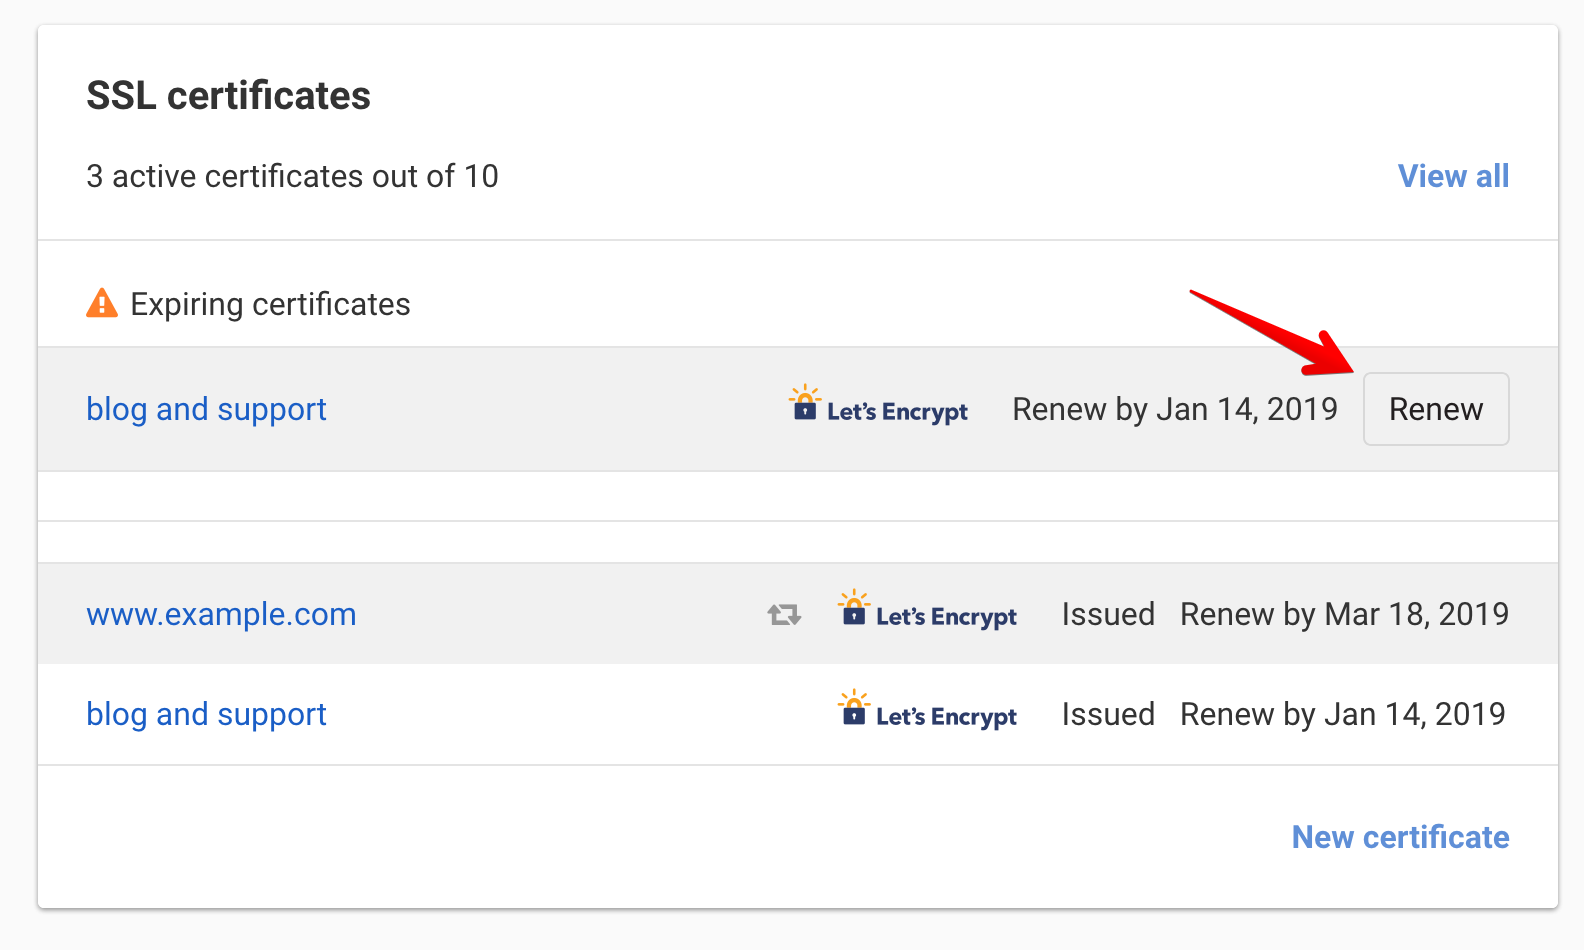 SSL certificates
3 active certificates out of 10 View all
Expiring certificates
blog and support Let's Encrypt Renew by Jan 14, 2019 Renew
www.example.com Let's Encrypt Issued Renew by Mar 18, 2019
blog and support Let's Encrypt Issued Renew by Jan 14, 2019
New certificate